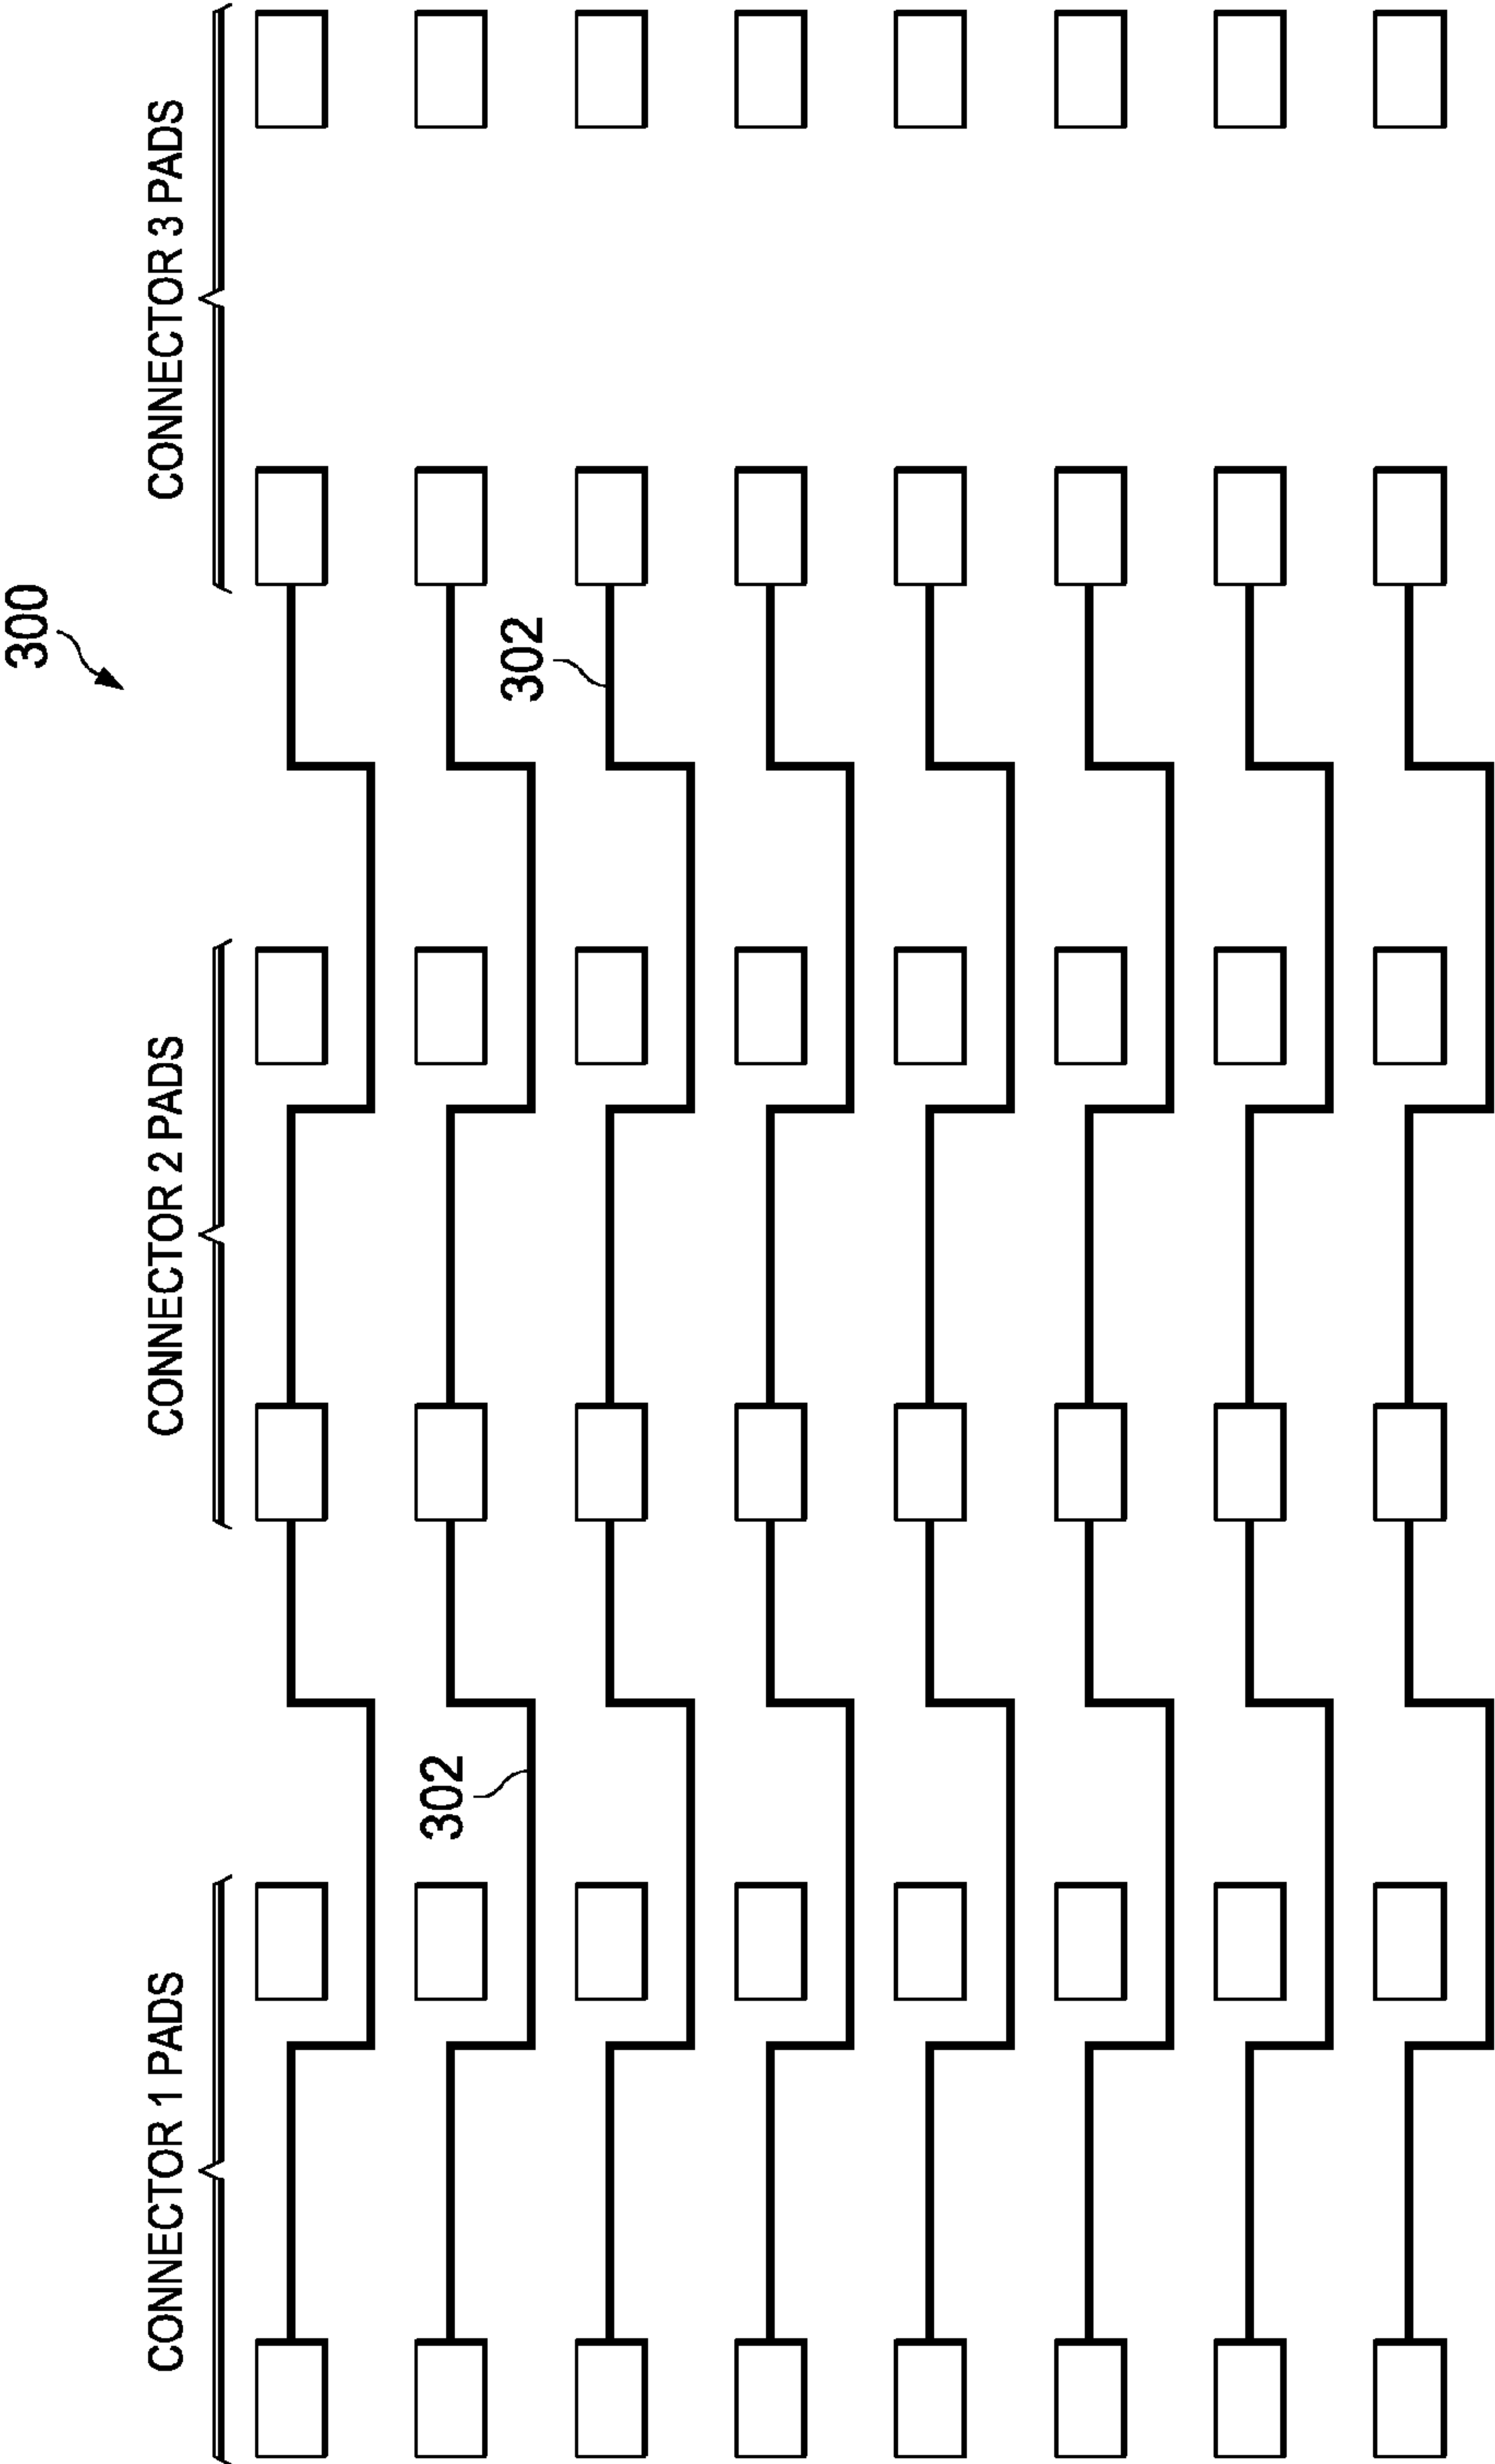 300
CONNECTOR 1 PADS
CONNECTOR 2 PADS
CONNECTOR 3 PADS
302
302